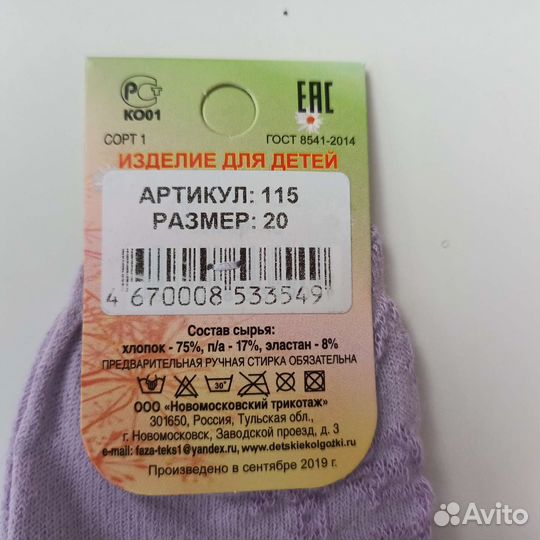 РСТ
КО01
ЕАС
СОРТ 1
ГОСТ 8541-2014
ИЗДЕЛИЕ ДЛЯ ДЕТЕЙ
АРТИКУЛ: 115
РАЗМЕР: 20
4 670008 533549
Состав сырья:
хлопок - 75%, п/а - 17%, эластан - 8%
ПРЕДВАРИТЕЛЬНАЯ РУЧНАЯ СТИРКА ОБЯЗАТЕЛЬНА
30°
ООО «Новомосковский трикотаж»
301650, Россия, Тульская обл.,
г. Новомосковск, Заводской проезд, д. 3
e-mail: faza-teks1@yandex.ru, www.detskiekolgotki.ru
Произведено в сентябре 2019 г.
Avito